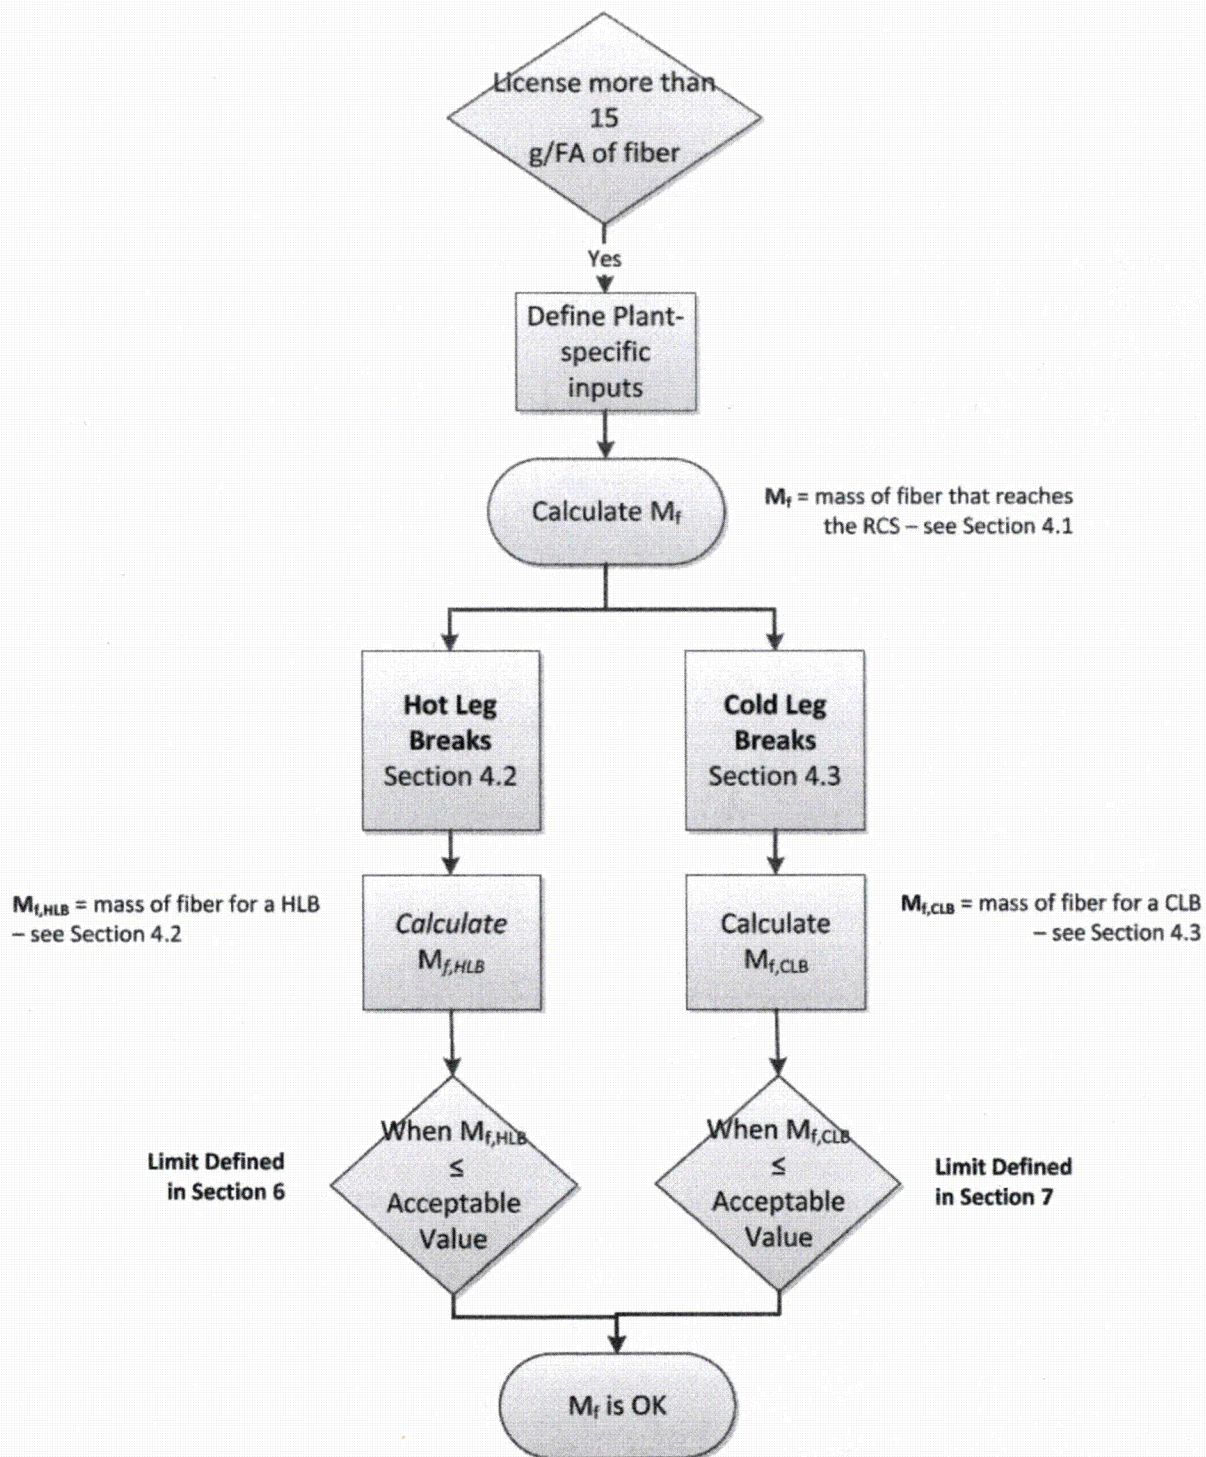 License more than
15
g/FA of fiber
Yes
Define Plant-
specific
inputs
Calculate Mf
Mf = mass of fiber that reaches
the RCS – see Section 4.1
Hot Leg
Breaks
Section 4.2
Cold Leg
Breaks
Section 4.3
Mf,HLB = mass of fiber for a HLB
– see Section 4.2
Calculate
Mf,HLB
Calculate
Mf,CLB
Mf,CLB = mass of fiber for a CLB
– see Section 4.3
Limit Defined
in Section 6
When Mf,HLB
≤
Acceptable
Value
When Mf,CLB
≤
Acceptable
Value
Limit Defined
in Section 7
Mf is OK